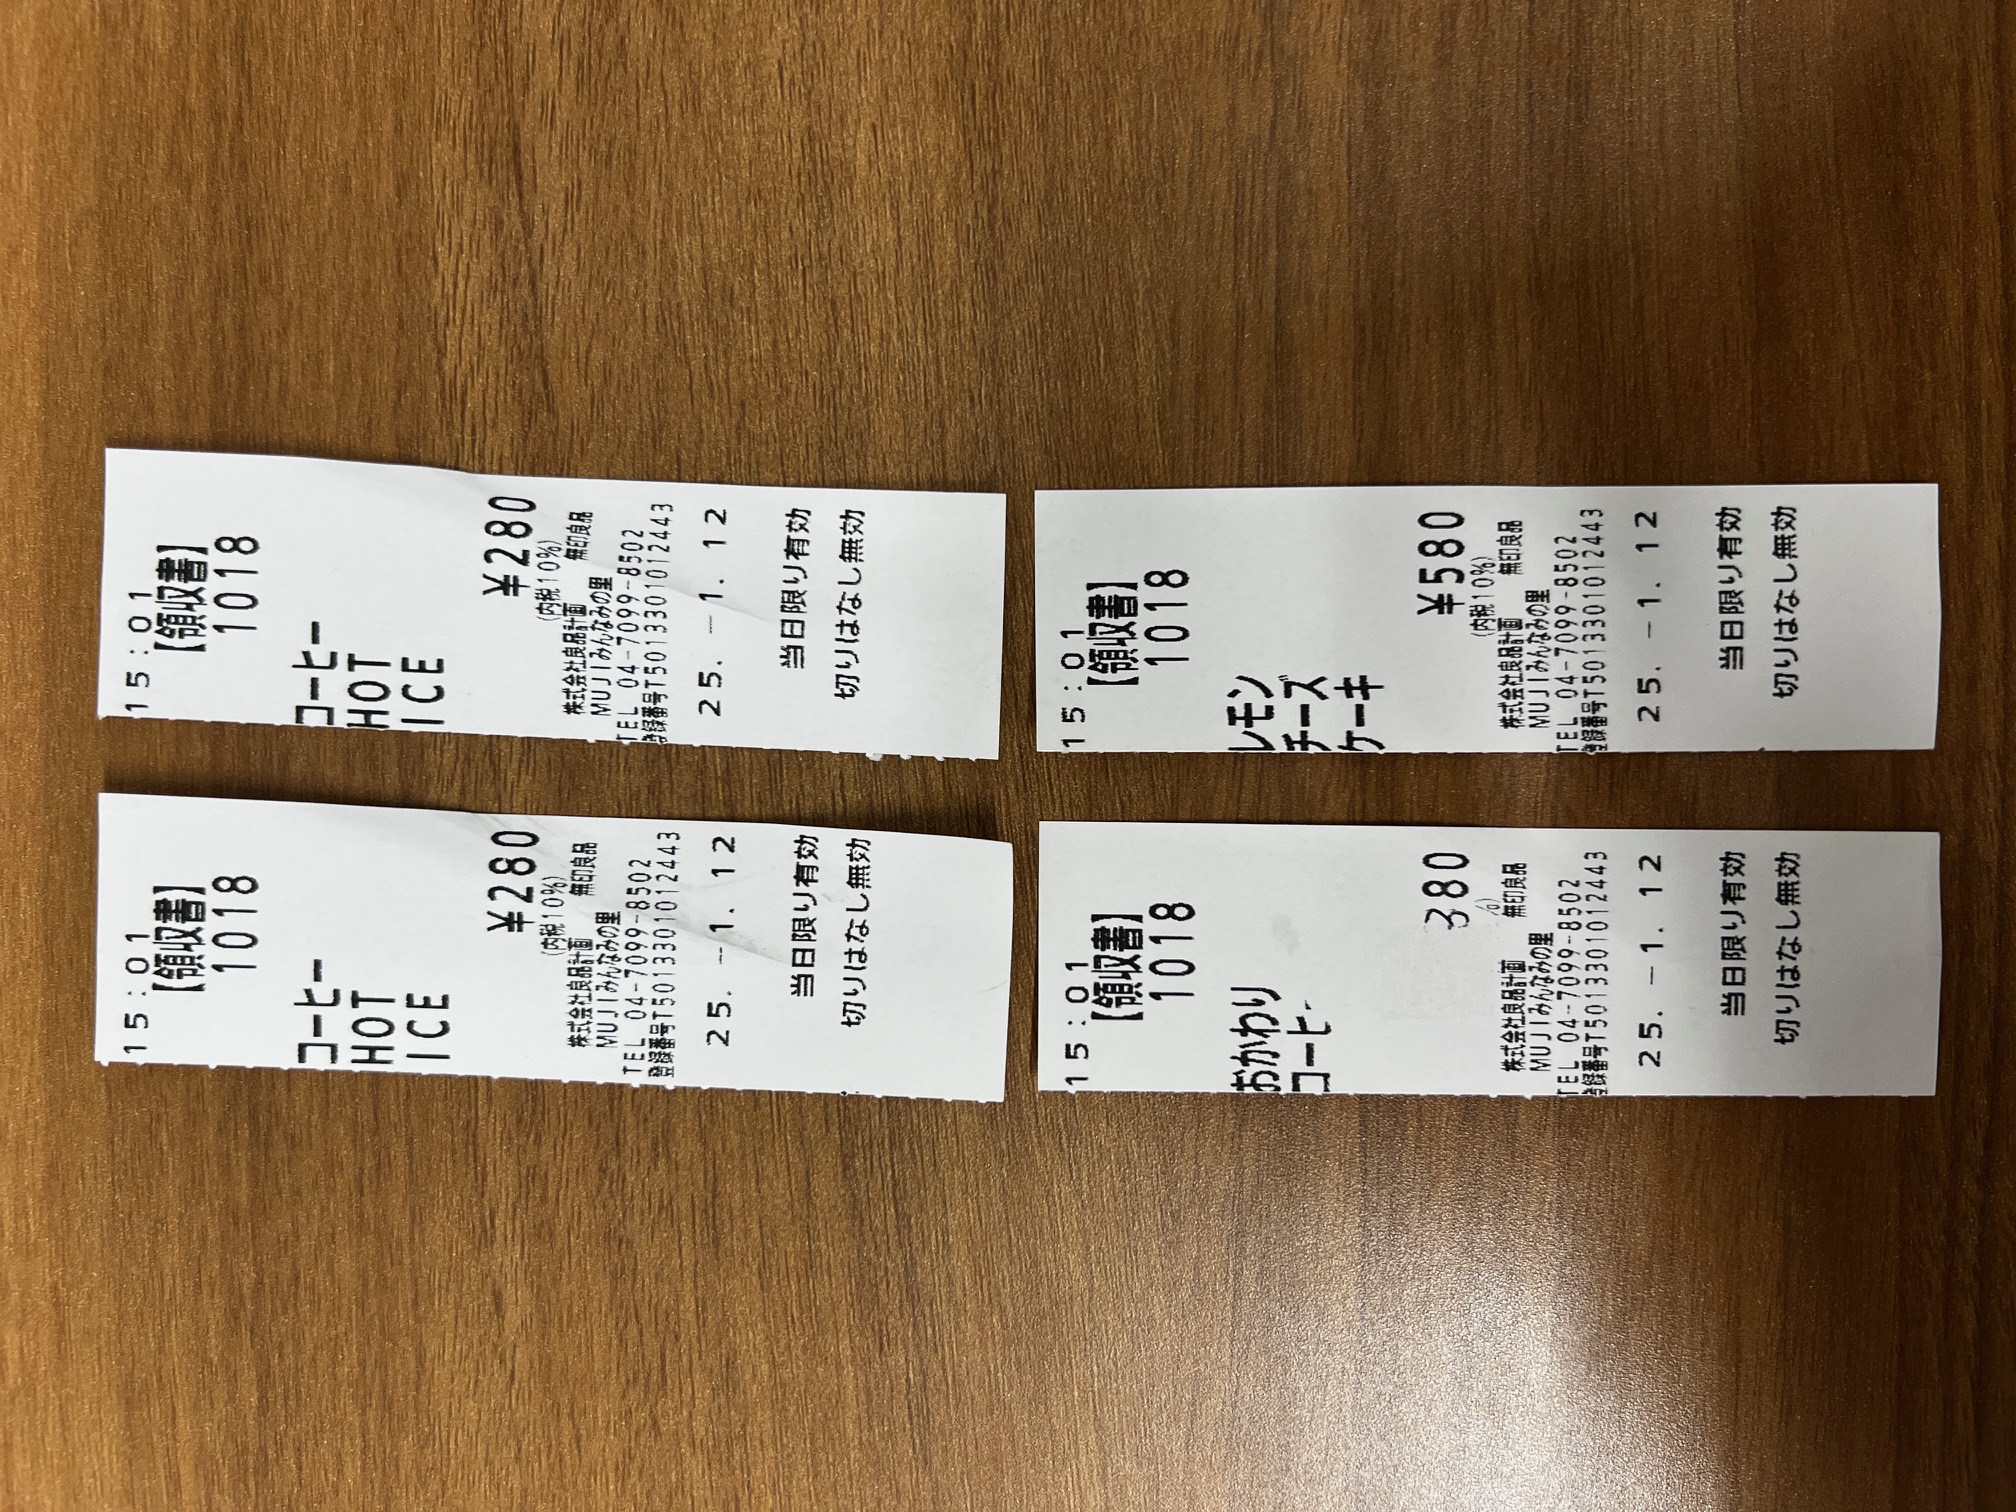 15:01
【領収書】
1018
コーヒー
HOT
ICE
¥280
(内税10%)
株式会社良品計画 無印良品
MUJIみんなみの里
TEL 04-7099-8502
登録番号T5013301012443
25.-1.12
当日限り有効
切りはなし無効
15:01
【領収書】
1018
コーヒー
HOT
ICE
¥280
(内税10%)
株式会社良品計画 無印良品
MUJIみんなみの里
TEL 04-7099-8502
登録番号T5013301012443
25.-1.12
当日限り有効
切りはなし無効
15:01
【領収書】
1018
おかわり
コーヒー
380
%)
株式会社良品計画 無印良品
MUJIみんなみの里
TEL 04-7099-8502
登録番号T5013301012443
25.-1.12
当日限り有効
切りはなし無効
15:01
【領収書】
1018
レモン
チーズ
ケーキ
¥580
(内税10%)
株式会社良品計画 無印良品
MUJIみんなみの里
TEL 04-7099-8502
登録番号T5013301012443
25.-1.12
当日限り有効
切りはなし無効